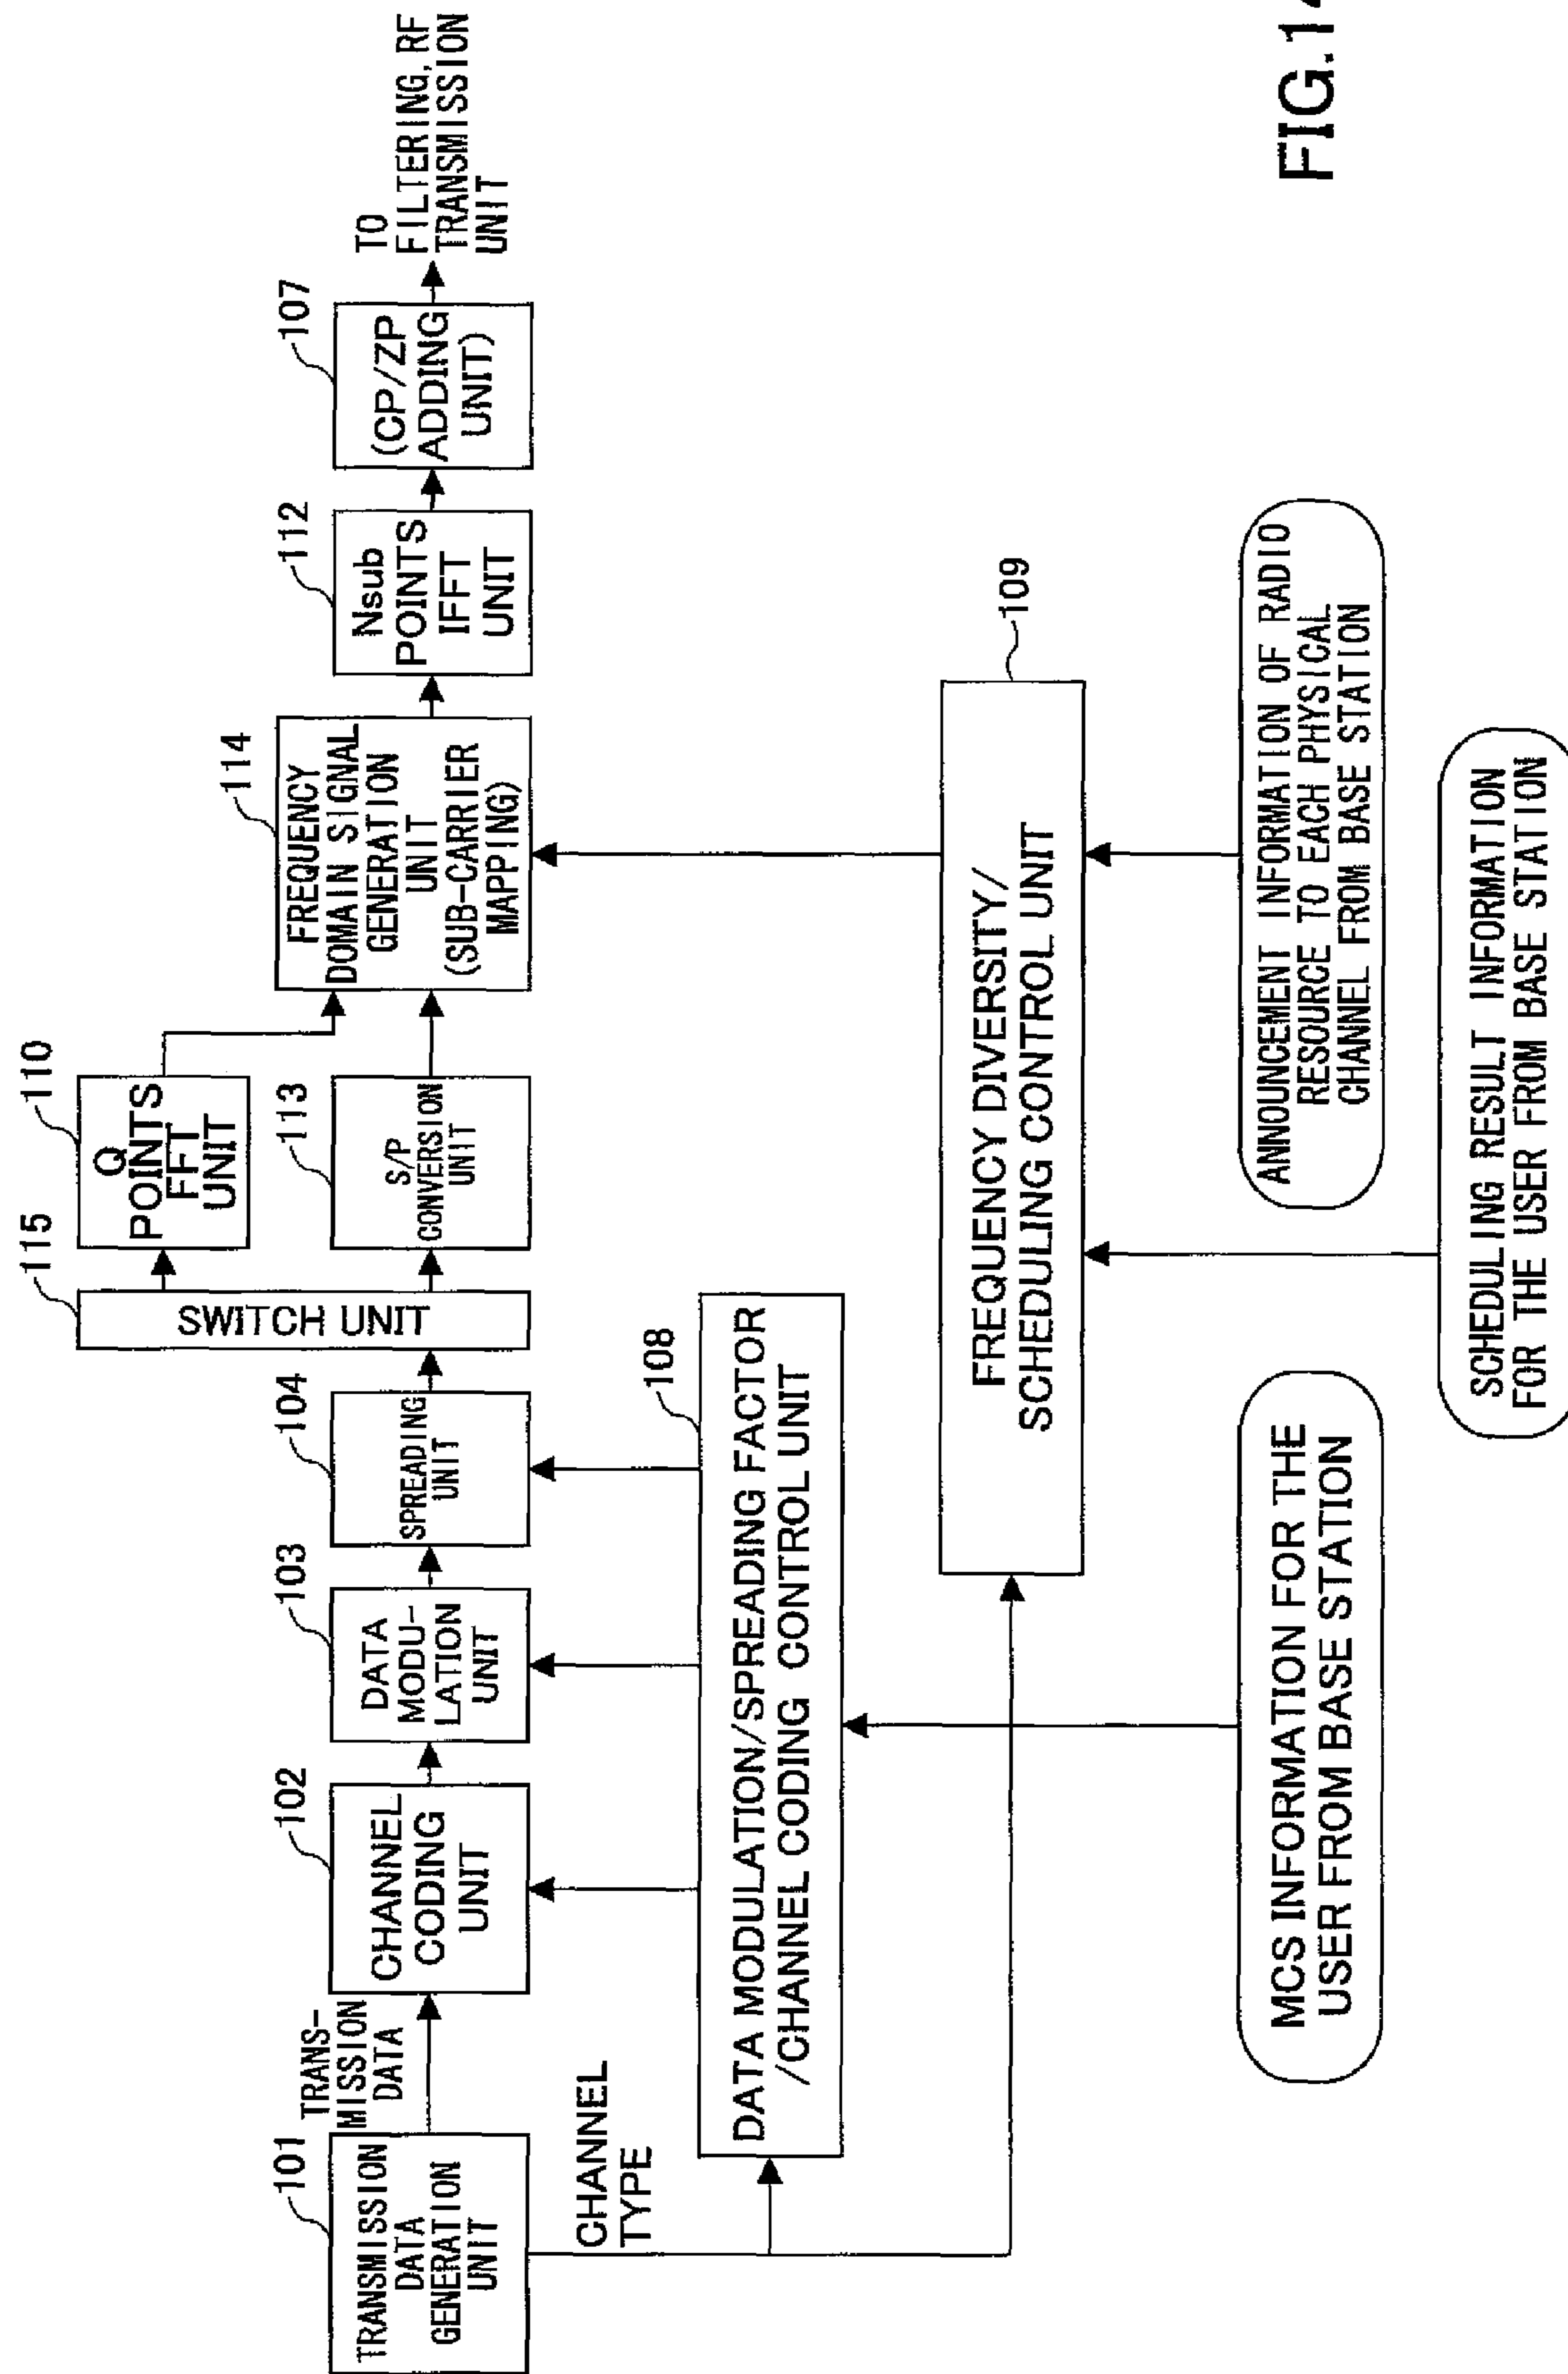 101
TRANSMISSION
DATA
GENERATION
UNIT
TRANS-
MISSION
DATA
CHANNEL
TYPE
102
CHANNEL
CODING
UNIT
103
DATA
MODU-
LATION
UNIT
104
SPREADING
UNIT
115
SWITCH UNIT
110
Q
POINTS
FFT
UNIT
113
S/P
CONVERSION
UNIT
114
FREQUENCY
DOMAIN SIGNAL
GENERATION
UNIT
(SUB-CARRIER
MAPPING)
112
Nsub
POINTS
IFFT
UNIT
107
(CP/ZP
ADDING
UNIT)
TO
FILTERING,RF
TRANSMISSION
UNIT
108
DATA MODULATION/SPREADING FACTOR
/CHANNEL CODING CONTROL UNIT
109
FREQUENCY DIVERSITY/
SCHEDULING CONTROL UNIT
MCS INFORMATION FOR THE
USER FROM BASE STATION
ANNOUNCEMENT INFORMATION OF RADIO
RESOURCE TO EACH PHYSICAL
CHANNEL FROM BASE STATION
SCHEDULING RESULT INFORMATION
FOR THE USER FROM BASE STATION
FIG.14